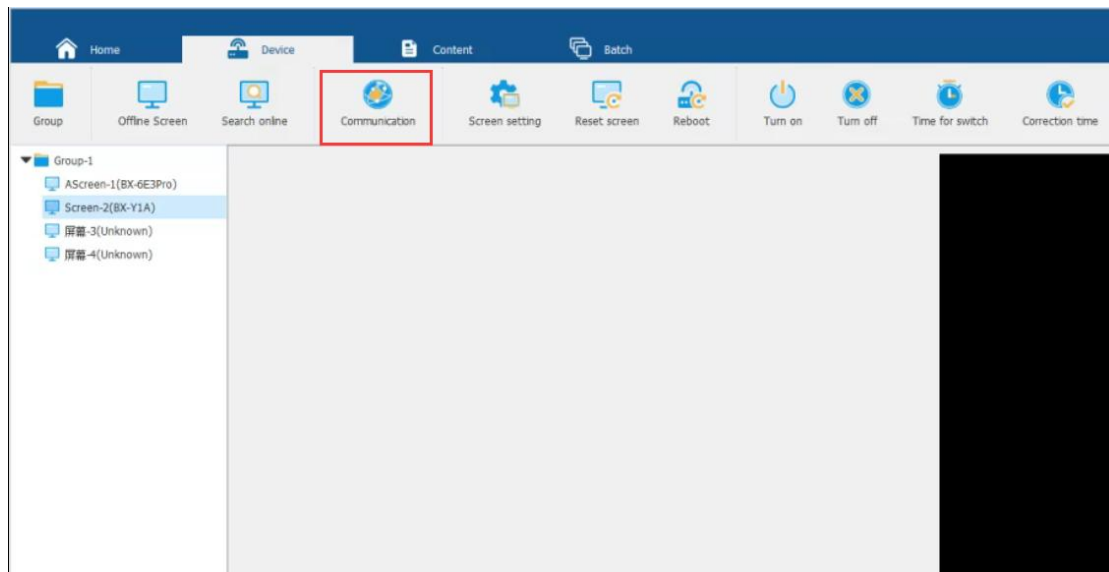 Home Device Content Batch
Group Offline Screen Search online Communication Screen setting Reset screen Reboot Turn on Turn off Time for switch Correction time
Group-1
AScreen-1(BX-6E3Pro)
Screen-2(BX-Y1A)
屏幕-3(Unknown)
屏幕-4(Unknown)